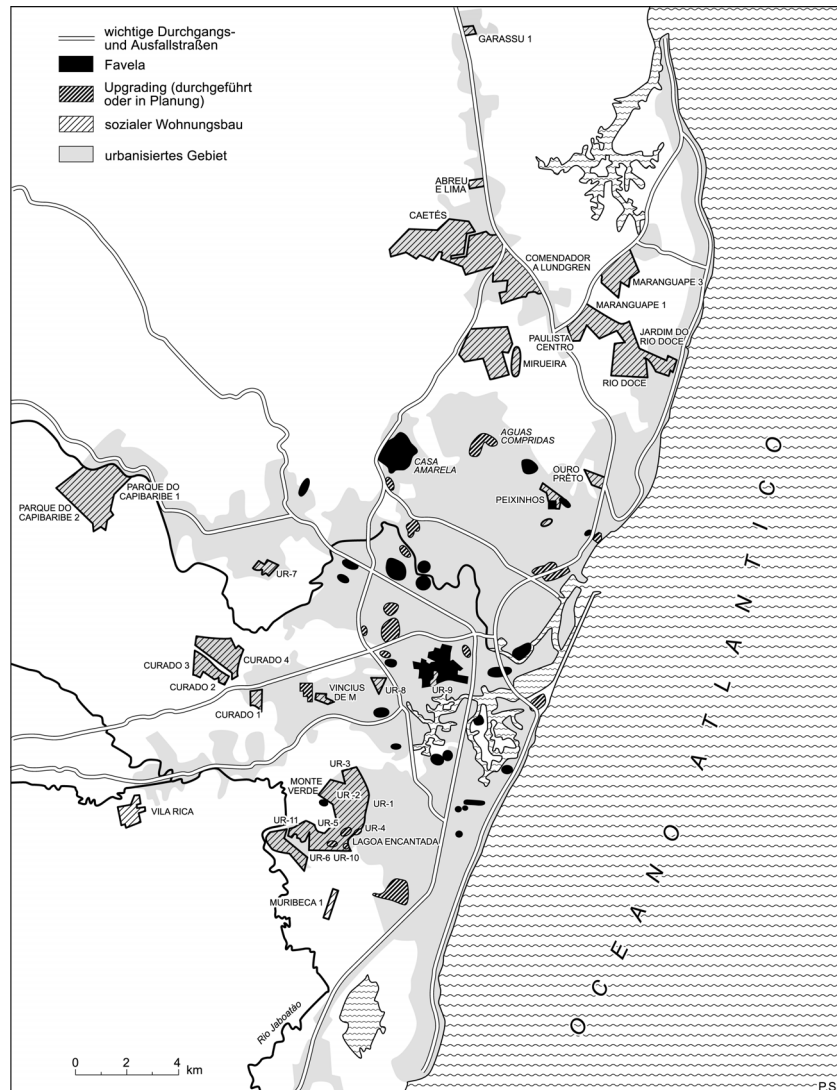 wichtige Durchgangs-
und Ausfallstraßen
Favela
Upgrading (durchgeführt
oder in Planung)
sozialer Wohnungsbau
urbanisiertes Gebiet
GARASSU 1
ABREU
E LIMA
CAETÉS
COMENDADOR
A LUNDGREN
MARANGUAPE 3
MARANGUAPE 1
PAULISTA
CENTRO
JARDIM DO
RIO DOCE
MIRUEIRA
RIO DOCE
AGUAS
COMPRIDAS
CASA
AMARELA
OURO
PRÊTO
PEIXINHOS
PARQUE DO
CAPIBARIBE 1
PARQUE DO
CAPIBARIBE 2
UR-7
CURADO 3
CURADO 4
CURADO 2
CURADO 1
VINCIUS
DE M
UR-8
UR-9
UR-3
MONTE
VERDE
UR.-2
UR-1
VILA RICA
UR-11
UR-5
UR-4
LAGOA ENCANTADA
UR-6
UR-10
MURIBECA 1
Rio Jaboatão
OCEANO ATLANTICO
0 2 4
km
P.S